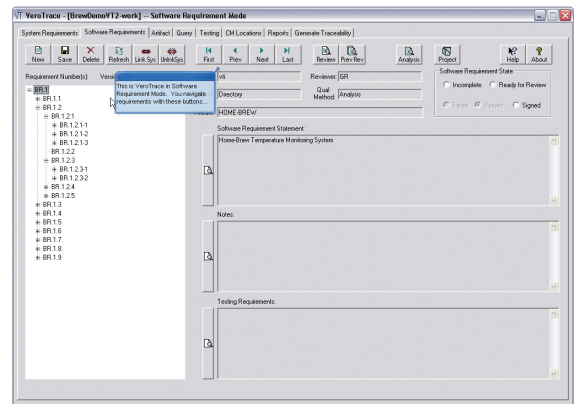 VT VeroTrace - [BrewDemoVT2-work] -- Software Requirement Mode
System Requirements Software Requirements Artifact Query Testing CM Locations Reports Generate Traceability
New Save Delete Refresh Link Sys UnlnkSys First Prev Next Last Review Prev Rev Analysis Project Help About
Requirement Number(s): vti Reviewer: GR Software Requirement State
This is VeroTrace in Software
Requirement Mode. You navigate
requirements with these buttons...
Directory Qual Method: Analysis
Incomplete Ready for Review
Failed Passed Signed
HOME-BREW
BR.1
BR.1.1
BR.1.2
BR.1.2.1
BR.1.2.1-1
BR.1.2.1-2
BR.1.2.1-3
BR.1.2.2
BR.1.2.3
BR.1.2.3-1
BR.1.2.3-2
BR.1.2.4
BR.1.2.5
BR.1.3
BR.1.4
BR.1.5
BR.1.6
BR.1.7
BR.1.8
BR.1.9
Software Requirement Statement:
Home-Brew Temperature Monitoring System
Notes:
Testing Requirements: